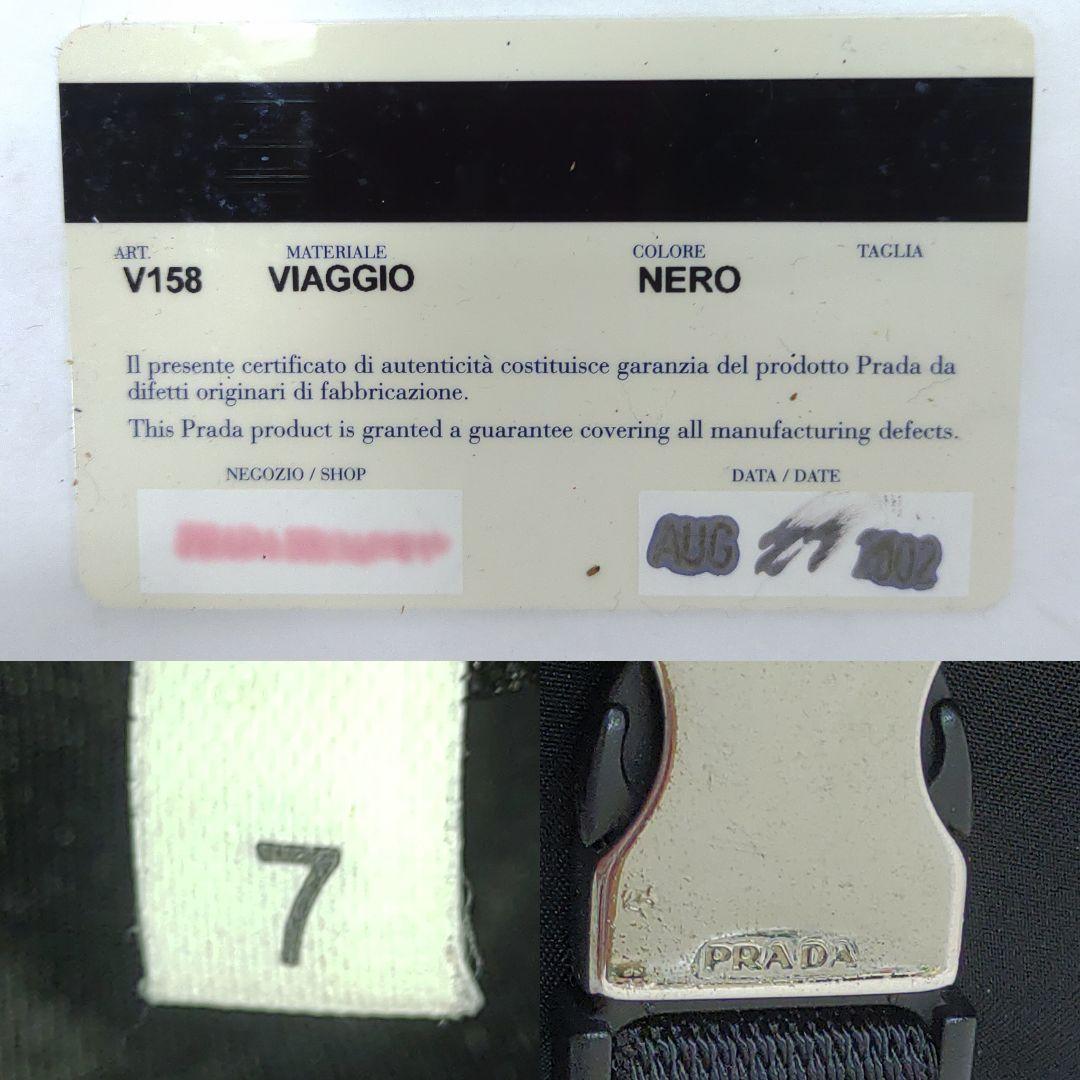 ART. MATERIALE COLORE TAGLIA
V158 VIAGGIO NERO
Il presente certificato di autenticità costituisce garanzia del prodotto Prada da
difetti originari di fabbricazione.
This Prada product is granted a guarantee covering all manufacturing defects.
NEGOZIO / SHOP DATA / DATE
AUG 27 2002
7
PRADA